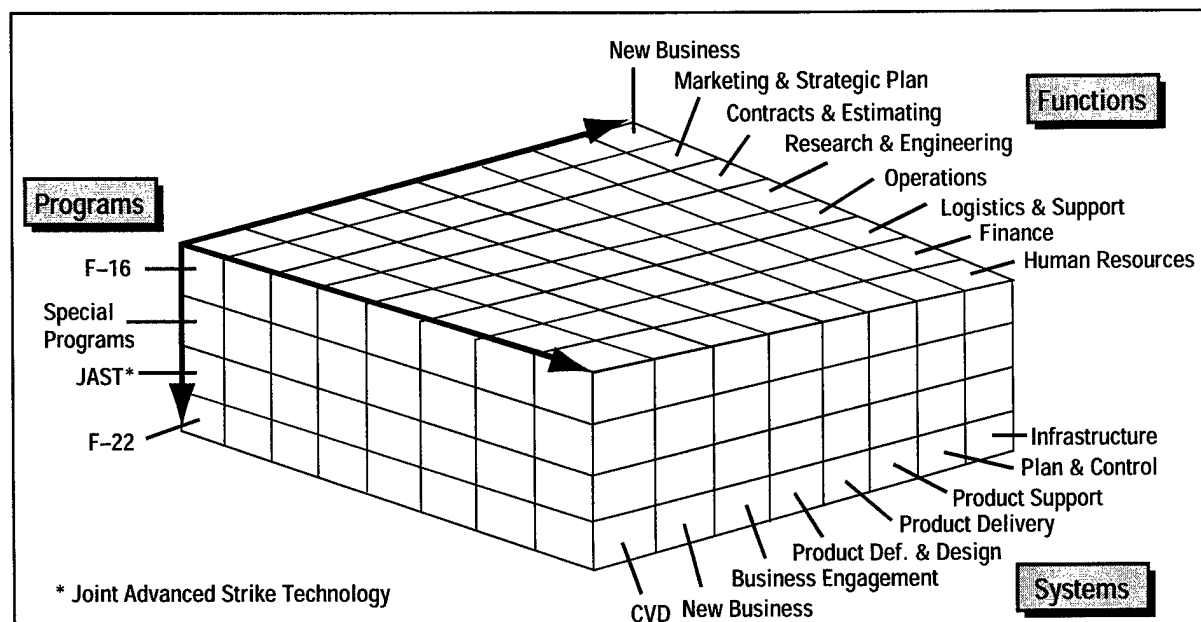 New Business
Marketing & Strategic Plan
Contracts & Estimating
Research & Engineering
Operations
Logistics & Support
Finance
Human Resources
Functions
Programs
F–16
Special
Programs
JAST*
F–22
Infrastructure
Plan & Control
Product Support
Product Delivery
Product Def. & Design
Business Engagement
New Business
CVD
Systems
* Joint Advanced Strike Technology